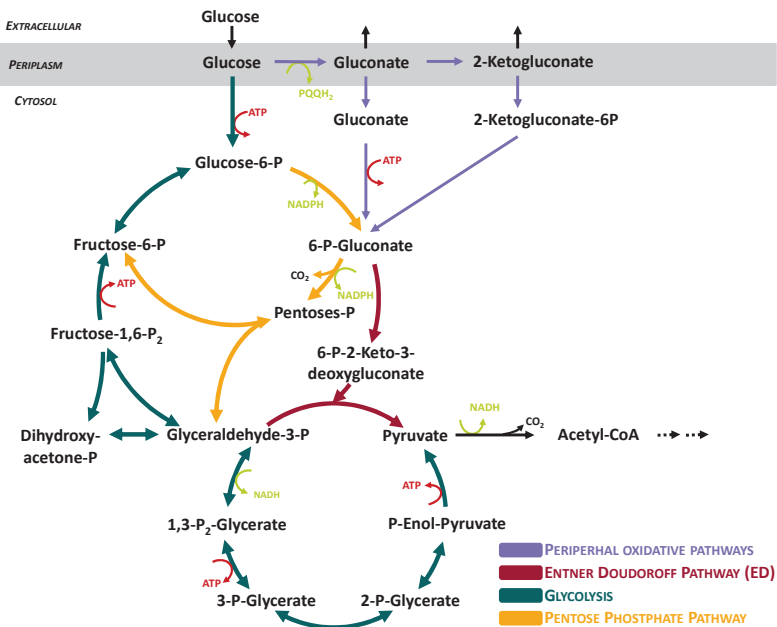 Glucose
EXTRACELLULAR
PERIPLASM
Glucose
Gluconate
2-Ketogluconate
PQQH2
CYTOSOL
ATP
Gluconate
2-Ketogluconate-6P
Glucose-6-P
ATP
NADPH
Fructose-6-P
6-P-Gluconate
CO2
NADPH
ATP
Pentoses-P
Fructose-1,6-P2
6-P-2-Keto-3-
deoxygluconate
NADH
CO2
Dihydroxy-
acetone-P
Glyceraldehyde-3-P
Pyruvate
Acetyl-CoA
NADH
ATP
1,3-P2-Glycerate
P-Enol-Pyruvate
PERIPERHAL OXIDATIVE PATHWAYS
ENTNER DOUDOROFF PATHWAY (ED)
ATP
GLYCOLYSIS
3-P-Glycerate
2-P-Glycerate
PENTOSE PHOSTPHATE PATHWAY